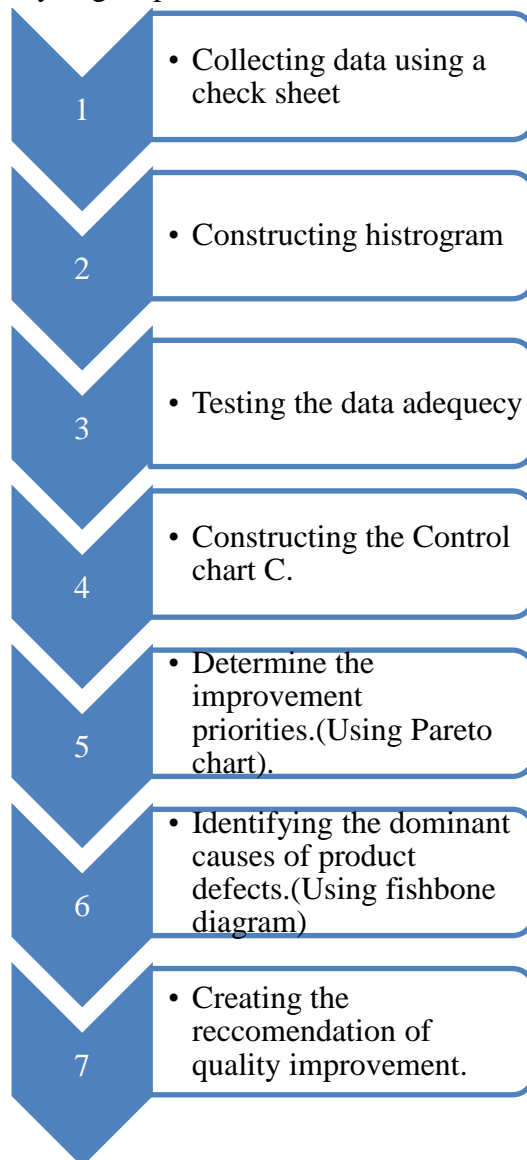 1
• Collecting data using a
check sheet
2
• Constructing histrogram
3
• Testing the data adequecy
4
• Constructing the Control
chart C.
5
• Determine the
improvement
priorities.(Using Pareto
chart).
6
• Identifying the dominant
causes of product
defects.(Using fishbone
diagram)
7
• Creating the
reccomendation of
quality improvement.